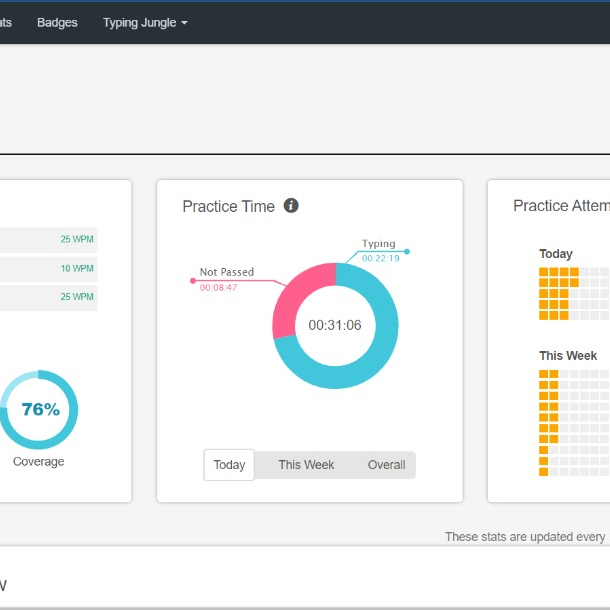 ats Badges Typing Jungle
25 WPM
10 WPM
25 WPM
76%
Coverage
Practice Time i
Typing
00:22:19
Not Passed
00:08:47
00:31:06
Today This Week Overall
Practice Attem
Today
This Week
These stats are updated every
w